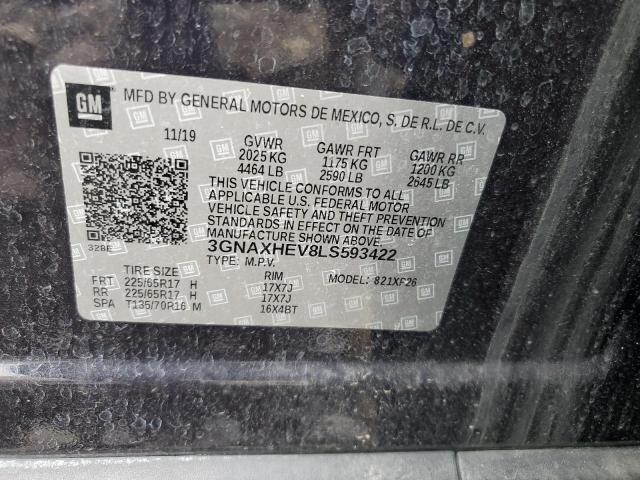 GM MFD BY GENERAL MOTORS DE MEXICO, S. DE R.L. DE C.V.
11/19 GVWR GAWR FRT GAWR RR
2025 KG 1175 KG 1200 KG
4464 LB 2590 LB 2645 LB
THIS VEHICLE CONFORMS TO ALL
APPLICABLE U.S. FEDERAL MOTOR
VEHICLE SAFETY AND THEFT PREVENTION
STANDARDS IN EFFECT ON THE DATE OF
MANUFACTURE SHOWN ABOVE.
328E 3GNAXHEV8LS593422
TYPE: M.P.V. MODEL: 821XF26
TIRE SIZE RIM
FRT 225/65R17 H 17X7J
RR 225/65R17 H 17X7J
SPA T135/70R16 M 16X4BT